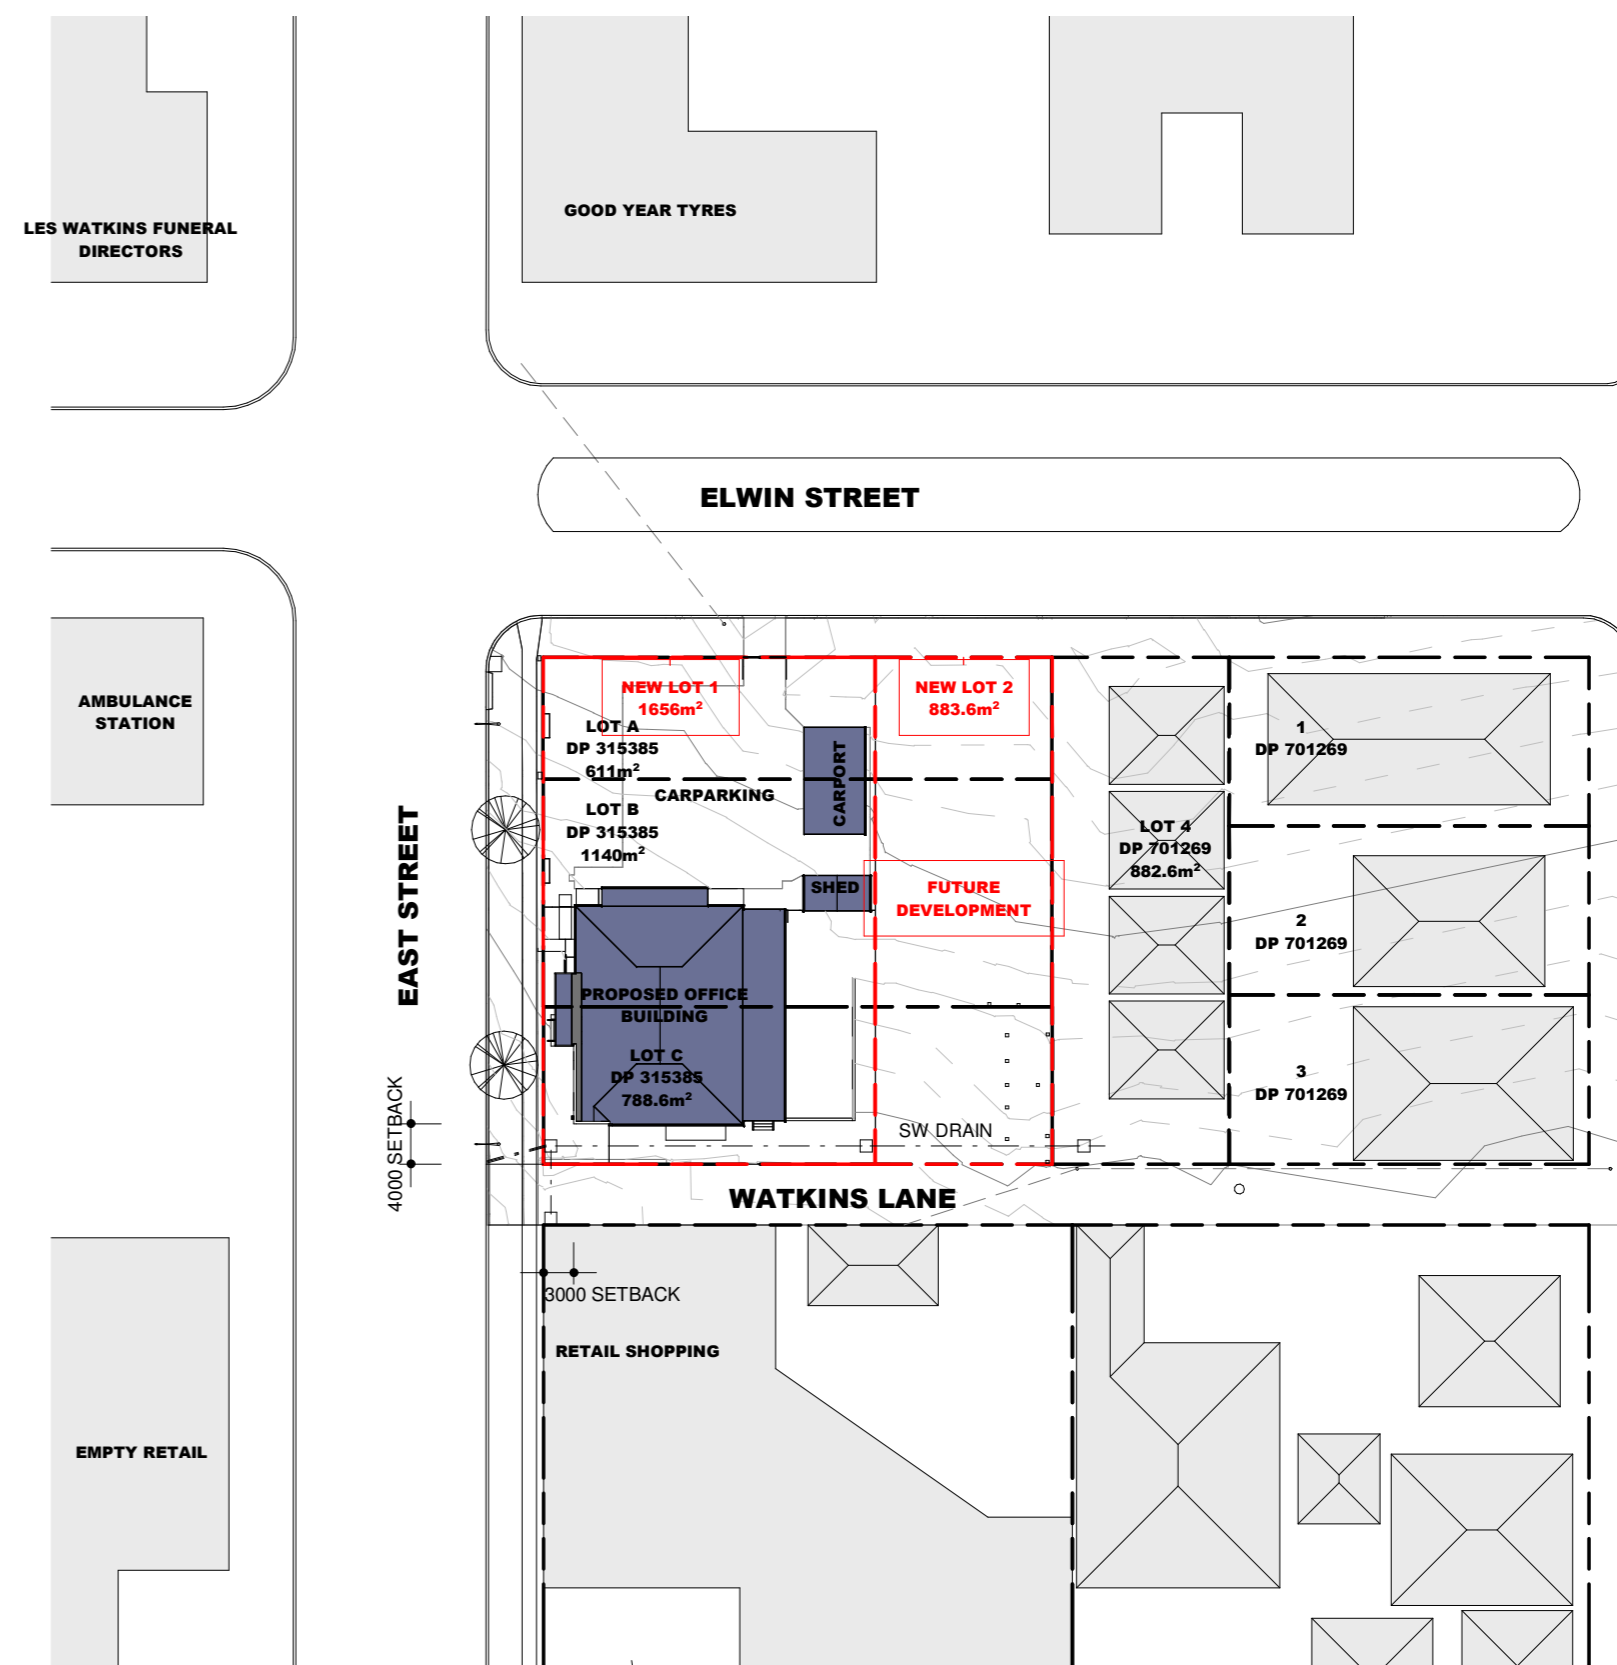 LES WATKINS FUNERAL
DIRECTORS
GOOD YEAR TYRES
ELWIN STREET
AMBULANCE
STATION
NEW LOT 1
1656m²
NEW LOT 2
883.6m²
LOT A
DP 315385
611m²
CARPARKING
CARPORT
LOT B
DP 315385
1140m²
SHED
FUTURE
DEVELOPMENT
LOT 4
DP 701269
882.6m²
1
DP 701269
2
DP 701269
3
DP 701269
EAST STREET
PROPOSED OFFICE
BUILDING
LOT C
DP 315385
788.6m²
4000 SETBACK
SW DRAIN
WATKINS LANE
3000 SETBACK
RETAIL SHOPPING
EMPTY RETAIL